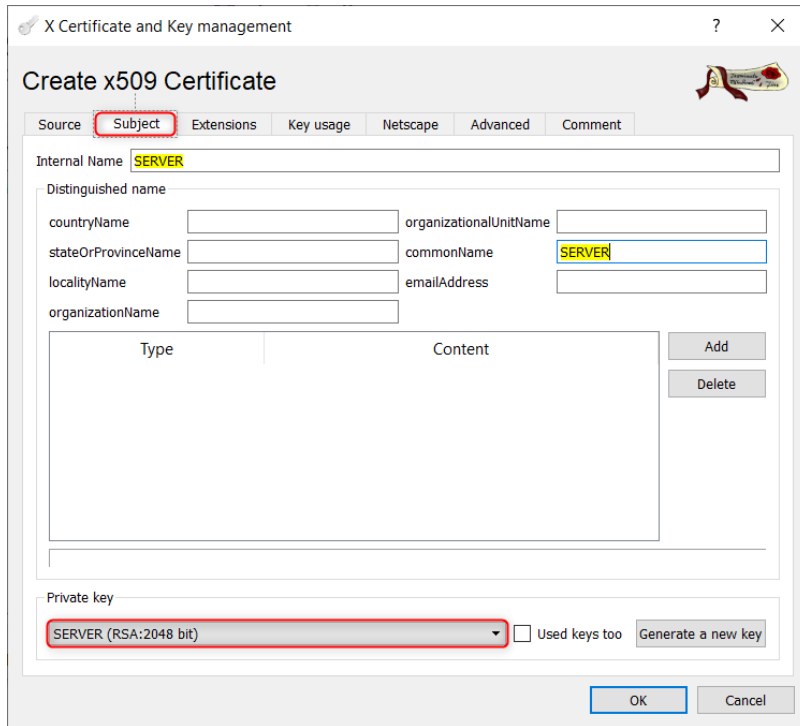 X Certificate and Key management ?
Create x509 Certificate
Source Subject Extensions Key usage Netscape Advanced Comment
Internal Name SERVER
Distinguished name
countryName organizationalUnitName
stateOrProvinceName commonName SERVER
localityName emailAddress
organizationName
Type Content Add
Delete
Private key
SERVER (RSA:2048 bit) Used keys too Generate a new key
OK Cancel